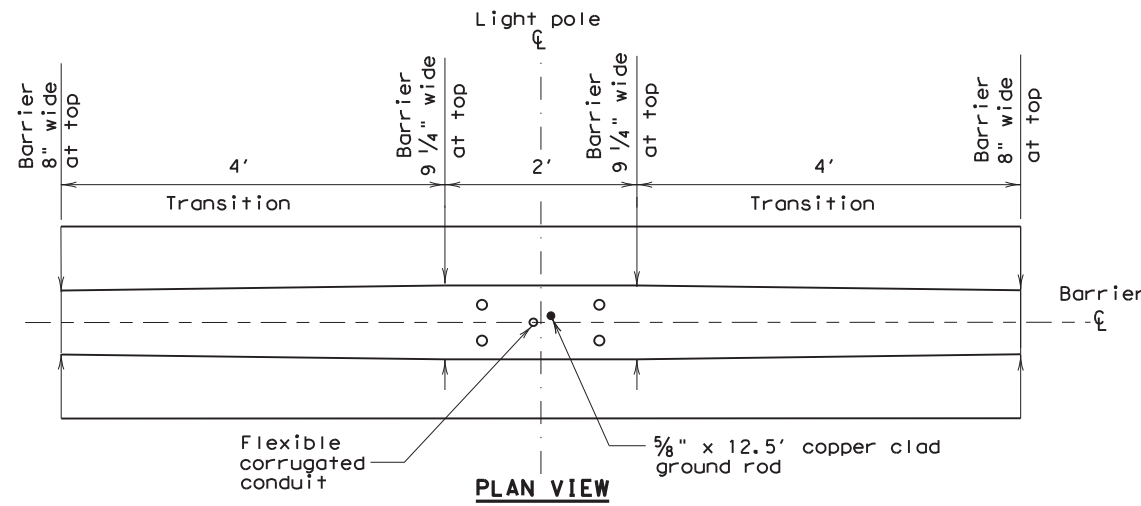 Light pole
℄
Barrier
8" wide
at top
Barrier
9 1/4" wide
at top
Barrier
9 1/4" wide
at top
Barrier
8" wide
at top
4'
2'
4'
Transition
Transition
Barrier
℄
Flexible
corrugated
conduit
5/8" x 12.5' copper clad
ground rod
PLAN VIEW